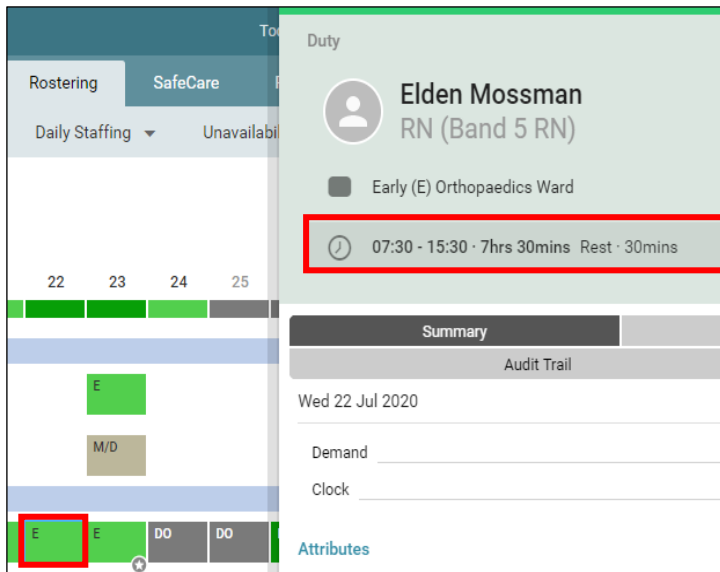 Duty
Rostering SafeCare
Daily Staffing
Elden Mossman
RN (Band 5 RN)
Early (E) Orthopaedics Ward
07:30 - 15:30 · 7hrs 30mins Rest · 30mins
22 23 24 25
Summary
Audit Trail
Wed 22 Jul 2020
Demand
Clock
Attributes
E
M/D
E E DO DO